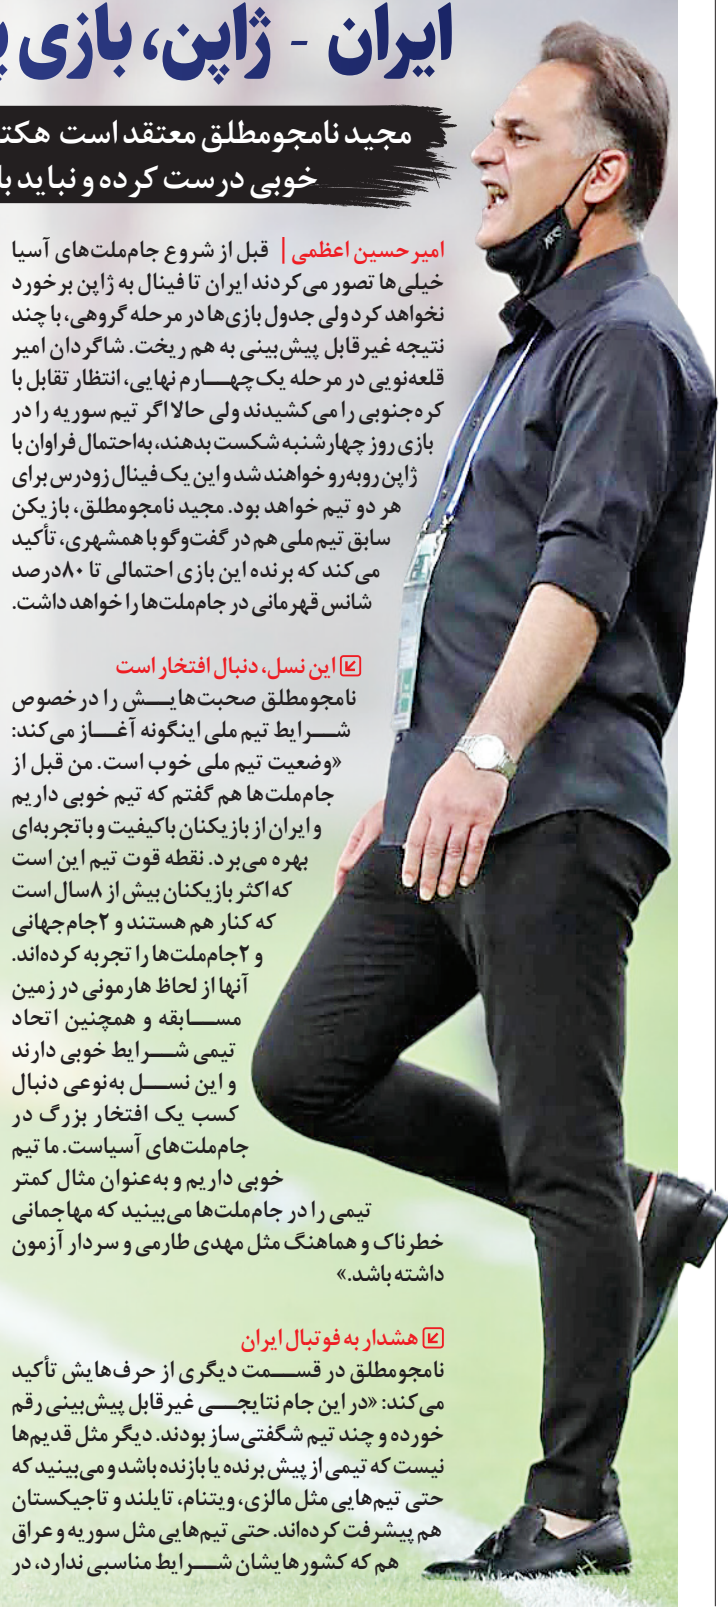 ایران - ژاپن، بازی
مجید نامجومطلق معتقد است
خوبی درست کرده و نباید
امیرحسین اعظمی | قبل از شروع جام‌ملت‌های آسیا
خیلی‌ها تصور می‌کردند ایران تا فینال به ژاپن برخورد
نخواهد کرد ولی جدول بازی‌ها در مرحله گروهی، با چند
نتیجه غیرقابل پیش‌بینی به هم ریخت. شاگردان امیر
قلعه‌نویی در مرحله یک‌چهـــارم نهایی، انتظار تقابل با
کره‌جنوبی را می‌کشیدند ولی حالا اگر تیم سوریه را در
بازی روز چهارشنبه شکست بدهند، به‌احتمال فراوان با
ژاپن روبه‌رو خواهند شد و این یک فینال زودرس برای
هر دو تیم خواهد بود. مجید نامجومطلق، بازیکن
سابق تیم ملی هم در گفت‌وگو با همشهری، تأکید
می‌کند که برنده این بازی احتمالی تا ۸۰درصد
شانس قهرمانی در جام‌ملت‌ها را خواهد داشت.
این نسل، دنبال افتخار است
نامجومطلق صحبت‌هایـــش را درخصوص
شـــرایط تیم ملی اینگونه آغـــاز می‌کند:
«وضعیت تیم ملی خوب است. من قبل از
جام‌ملت‌ها هم گفتم که تیم خوبی داریم
و ایران از بازیکنان باکیفیت و باتجربه‌ای
بهره می‌برد. نقطه قوت تیم این است
که اکثر بازیکنان بیش از ۸سال است
که کنار هم هستند و ۲جام‌جهانی
و ۲جام‌ملت‌ها را تجربه کرده‌اند.
آنها از لحاظ هارمونی در زمین
مســـابقه و همچنین اتحاد
تیمی شـــرایط خوبی دارند
و این نســـل به‌نوعی دنبال
کسب یک افتخار بزرگ در
جام‌ملت‌های آسیاست. ما تیم
خوبی داریم و به‌عنوان مثال کمتر
تیمی را در جام‌ملت‌ها می‌بینید که مهاجمانی
خطرناک و هماهنگ مثل مهدی طارمی و سردار آزمون
داشته باشد.»
هشدار به فوتبال ایران
نامجومطلق در قســـمت دیگری از حرف‌هایش تأکید
می‌کند: «در این جام نتایجـــی غیرقابل پیش‌بینی رقم
خورده و چند تیم شگفتی‌ساز بودند. دیگر مثل قدیم‌ها
نیست که تیمی از پیش برنده یا بازنده باشد و می‌بینید که
حتی تیم‌هایی مثل مالزی، ویتنام، تایلند و تاجیکستان
هم پیشرفت کرده‌اند. حتی تیم‌هایی مثل سوریه و عراق
هم که کشورهایشان شـــرایط مناسبی ندارد، در